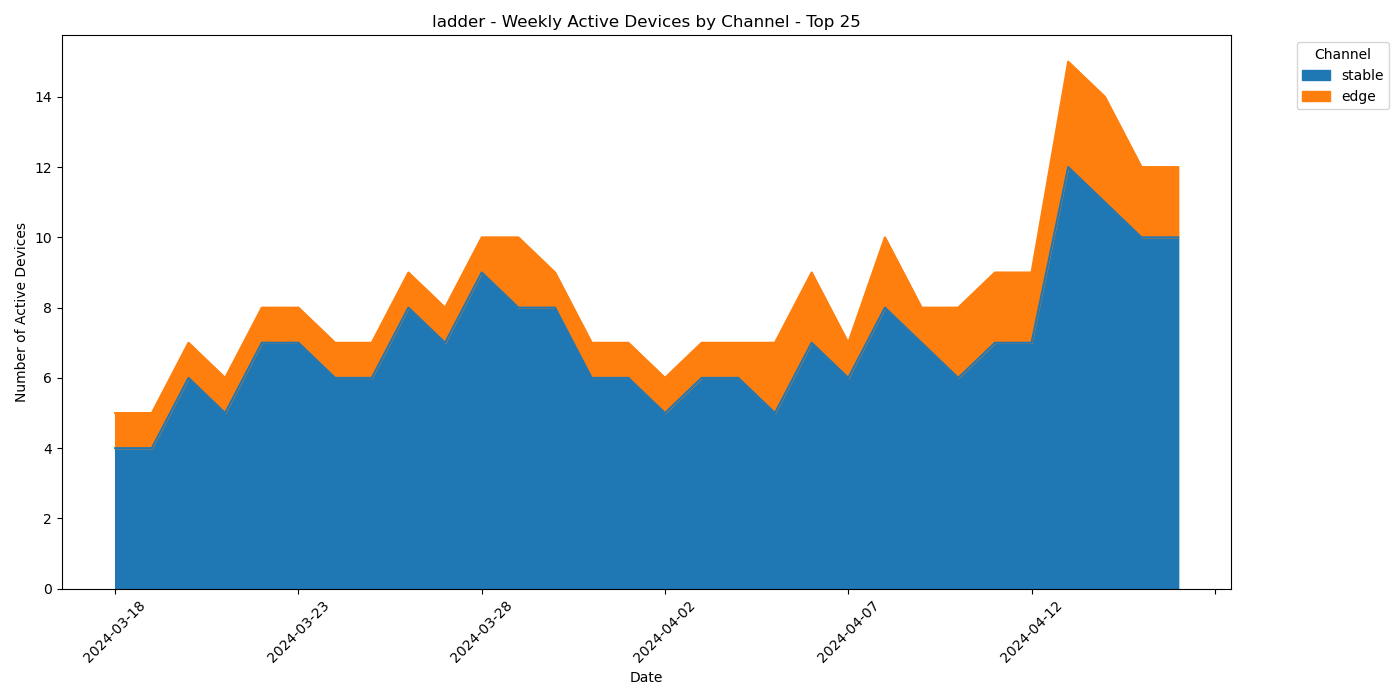 ladder - Weekly Active Devices by Channel - Top 25
Channel
stable
edge
Number of Active Devices
14
12
10
8
6
4
2
0
2024-03-18
2024-03-23
2024-03-28
2024-04-02
2024-04-07
2024-04-12
Date